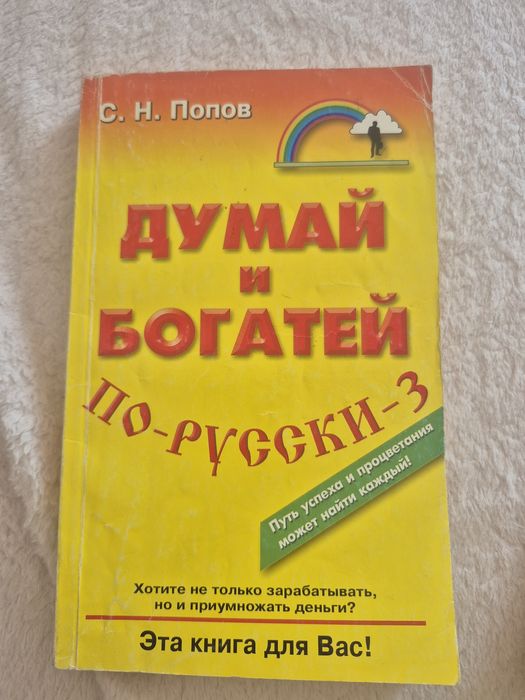 С. Н. Попов
ДУМАЙ
и
БОГАТЕЙ
ПО-РУССКИ-3
Путь успеха и процветания
может найти каждый!
Хотите не только зарабатывать,
но и приумножать деньги?
Эта книга для Вас!